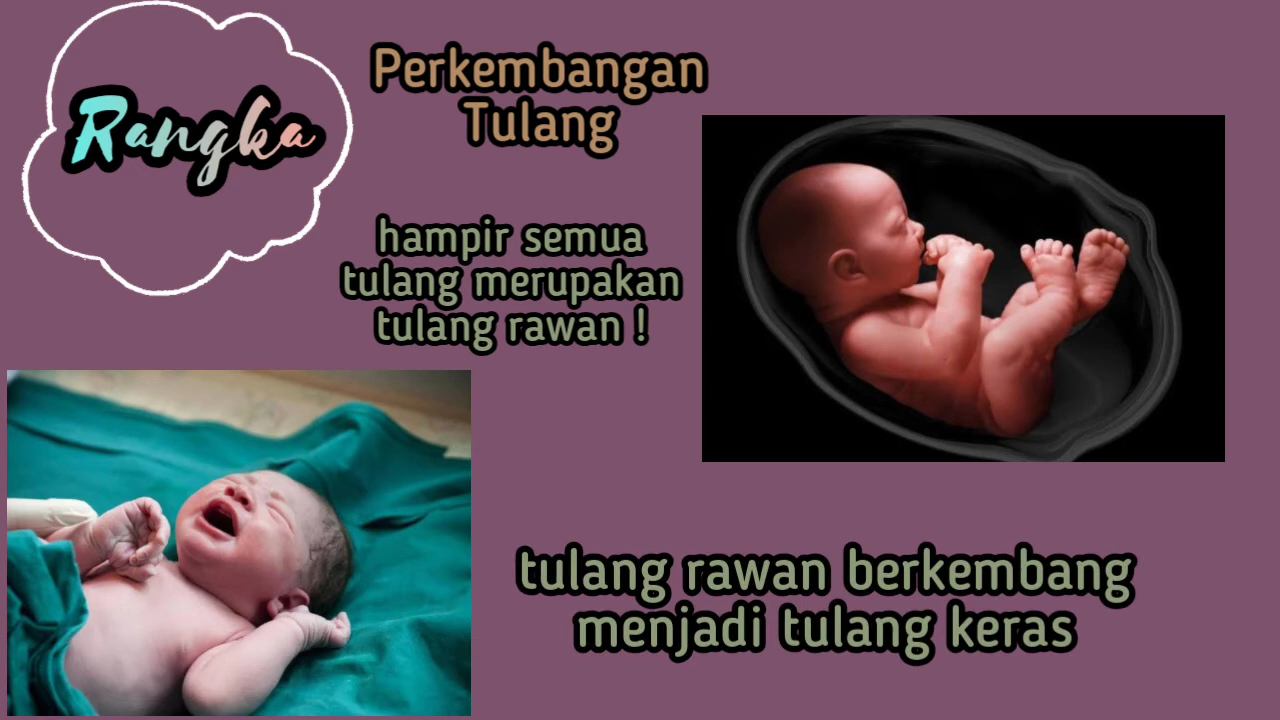 Rangka
Perkembangan
Tulang
hampir semua
tulang merupakan
tulang rawan !
tulang rawan berkembang
menjadi tulang keras